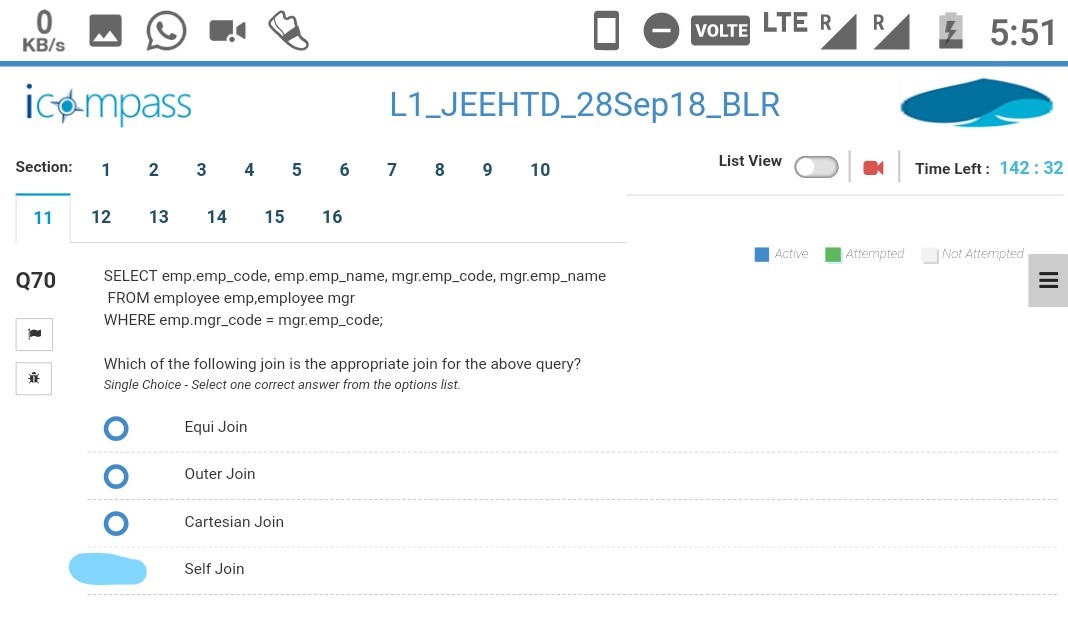 0
KB/s
VOLTE
LTE
R
R
5:51
icompass
L1_JEEHTD_28Sep18_BLR
Section: 1 2 3 4 5 6 7 8 9 10
List View
Time Left : 142 : 32
11 12 13 14 15 16
Active Attempted Not Attempted
Q70
SELECT emp.emp_code, emp.emp_name, mgr.emp_code, mgr.emp_name
FROM employee emp,employee mgr
WHERE emp.mgr_code = mgr.emp_code;
Which of the following join is the appropriate join for the above query?
Single Choice - Select one correct answer from the options list.
Equi Join
Outer Join
Cartesian Join
Self Join